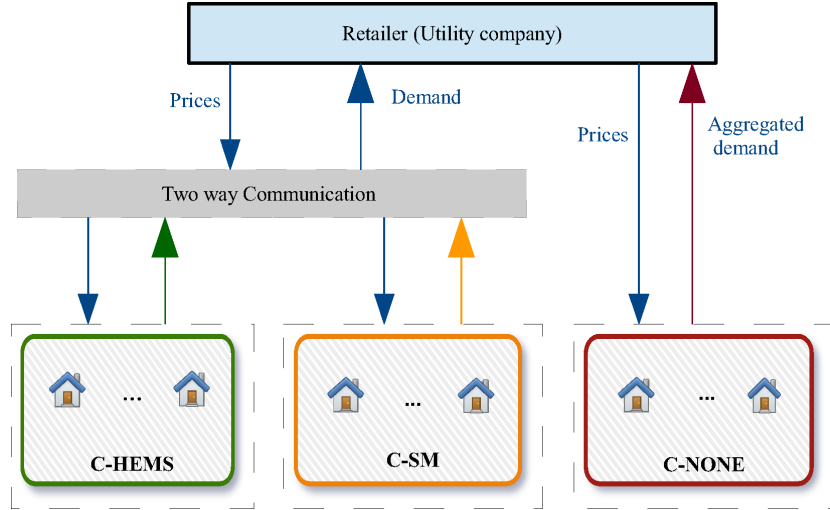 Retailer (Utility company)
Prices
Demand
Prices
Aggregated
demand
Two way Communication
...
...
...
C-HEMS
C-SM
C-NONE